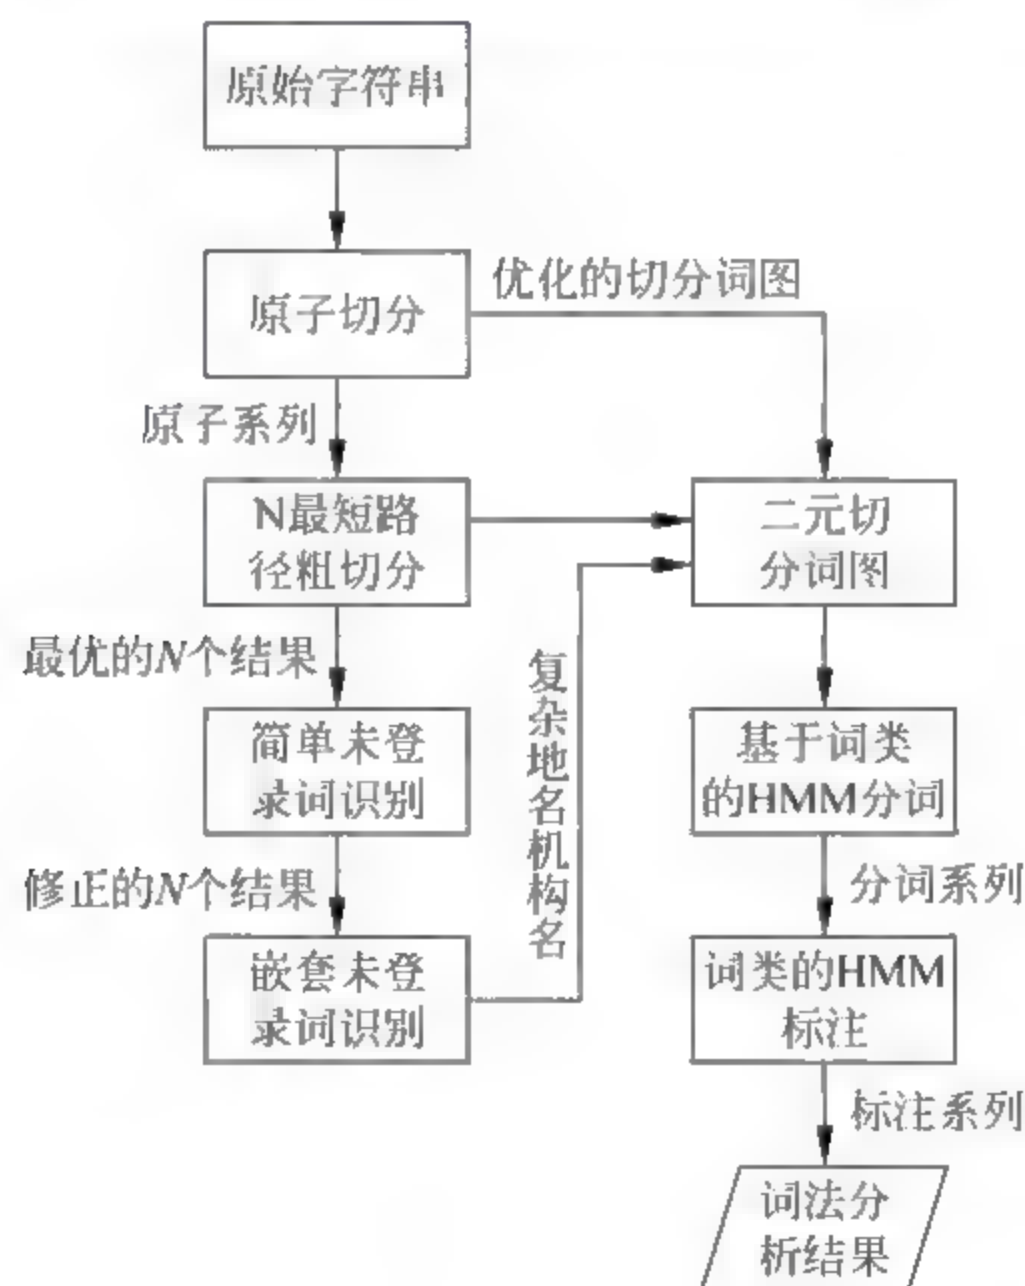 原始字符串
原子切分
优化的切分词图
原子系列
N最短路
径粗切分
二元切
分词图
最优的N个结果
简单未登
录词识别
复杂地名机构名
基于词类
的HMM分词
修正的N个结果
分词系列
嵌套未登
录词识别
词类的HMM
标注
标注系列
词法分
析结果